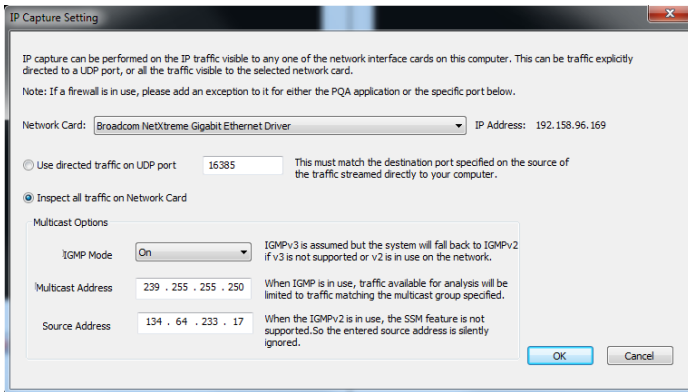 IP Capture Setting
IP capture can be performed on the IP traffic visible to any one of the network interface cards on this computer. This can be traffic explicitly
directed to a UDP port, or all the traffic visible to the selected network card.
Note: If a firewall is in use, please add an exception to it for either the PQA application or the specific port below.
Network Card: Broadcom NetXtreme Gigabit Ethernet Driver IP Address: 192.158.96.169
Use directed traffic on UDP port 16385 This must match the destination port specified on the source of
the traffic streamed directly to your computer.
Inspect all traffic on Network Card
Multicast Options
IGMP Mode On IGMPv3 is assumed but the system will fall back to IGMPv2
if v3 is not supported or v2 is in use on the network.
Multicast Address 239 . 255 . 255 . 250 When IGMP is in use, traffic available for analysis will be
limited to traffic matching the multicast group specified.
Source Address 134 . 64 . 233 . 17 When the IGMPv2 is in use, the SSM feature is not
supported.So the entered source address is silently
ignored.
OK Cancel